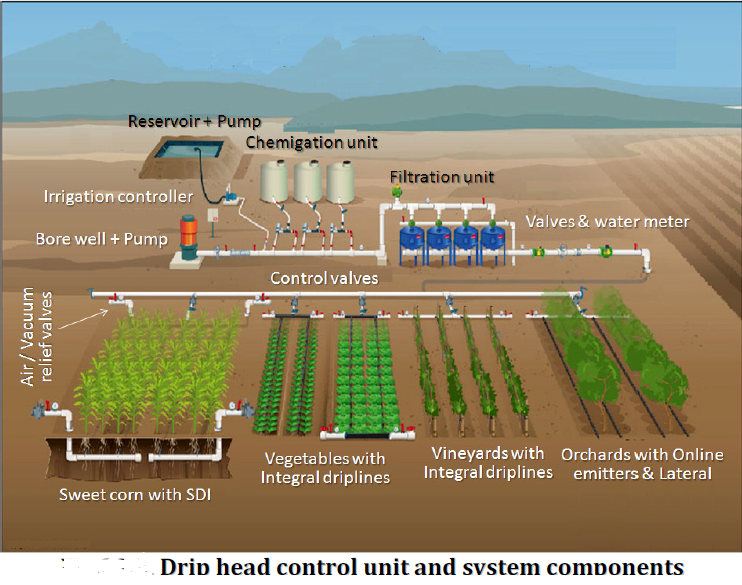 Reservoir + Pump
Chemigation unit
Filtration unit
Irrigation controller
Valves & water meter
Bore well + Pump
Control valves
Air / Vacuum
relief valves
Vegetables with
Integral driplines
Vineyards with
Integral driplines
Orchards with Online
emitters & Lateral
Sweet corn with SDI
Drip head control unit and system components